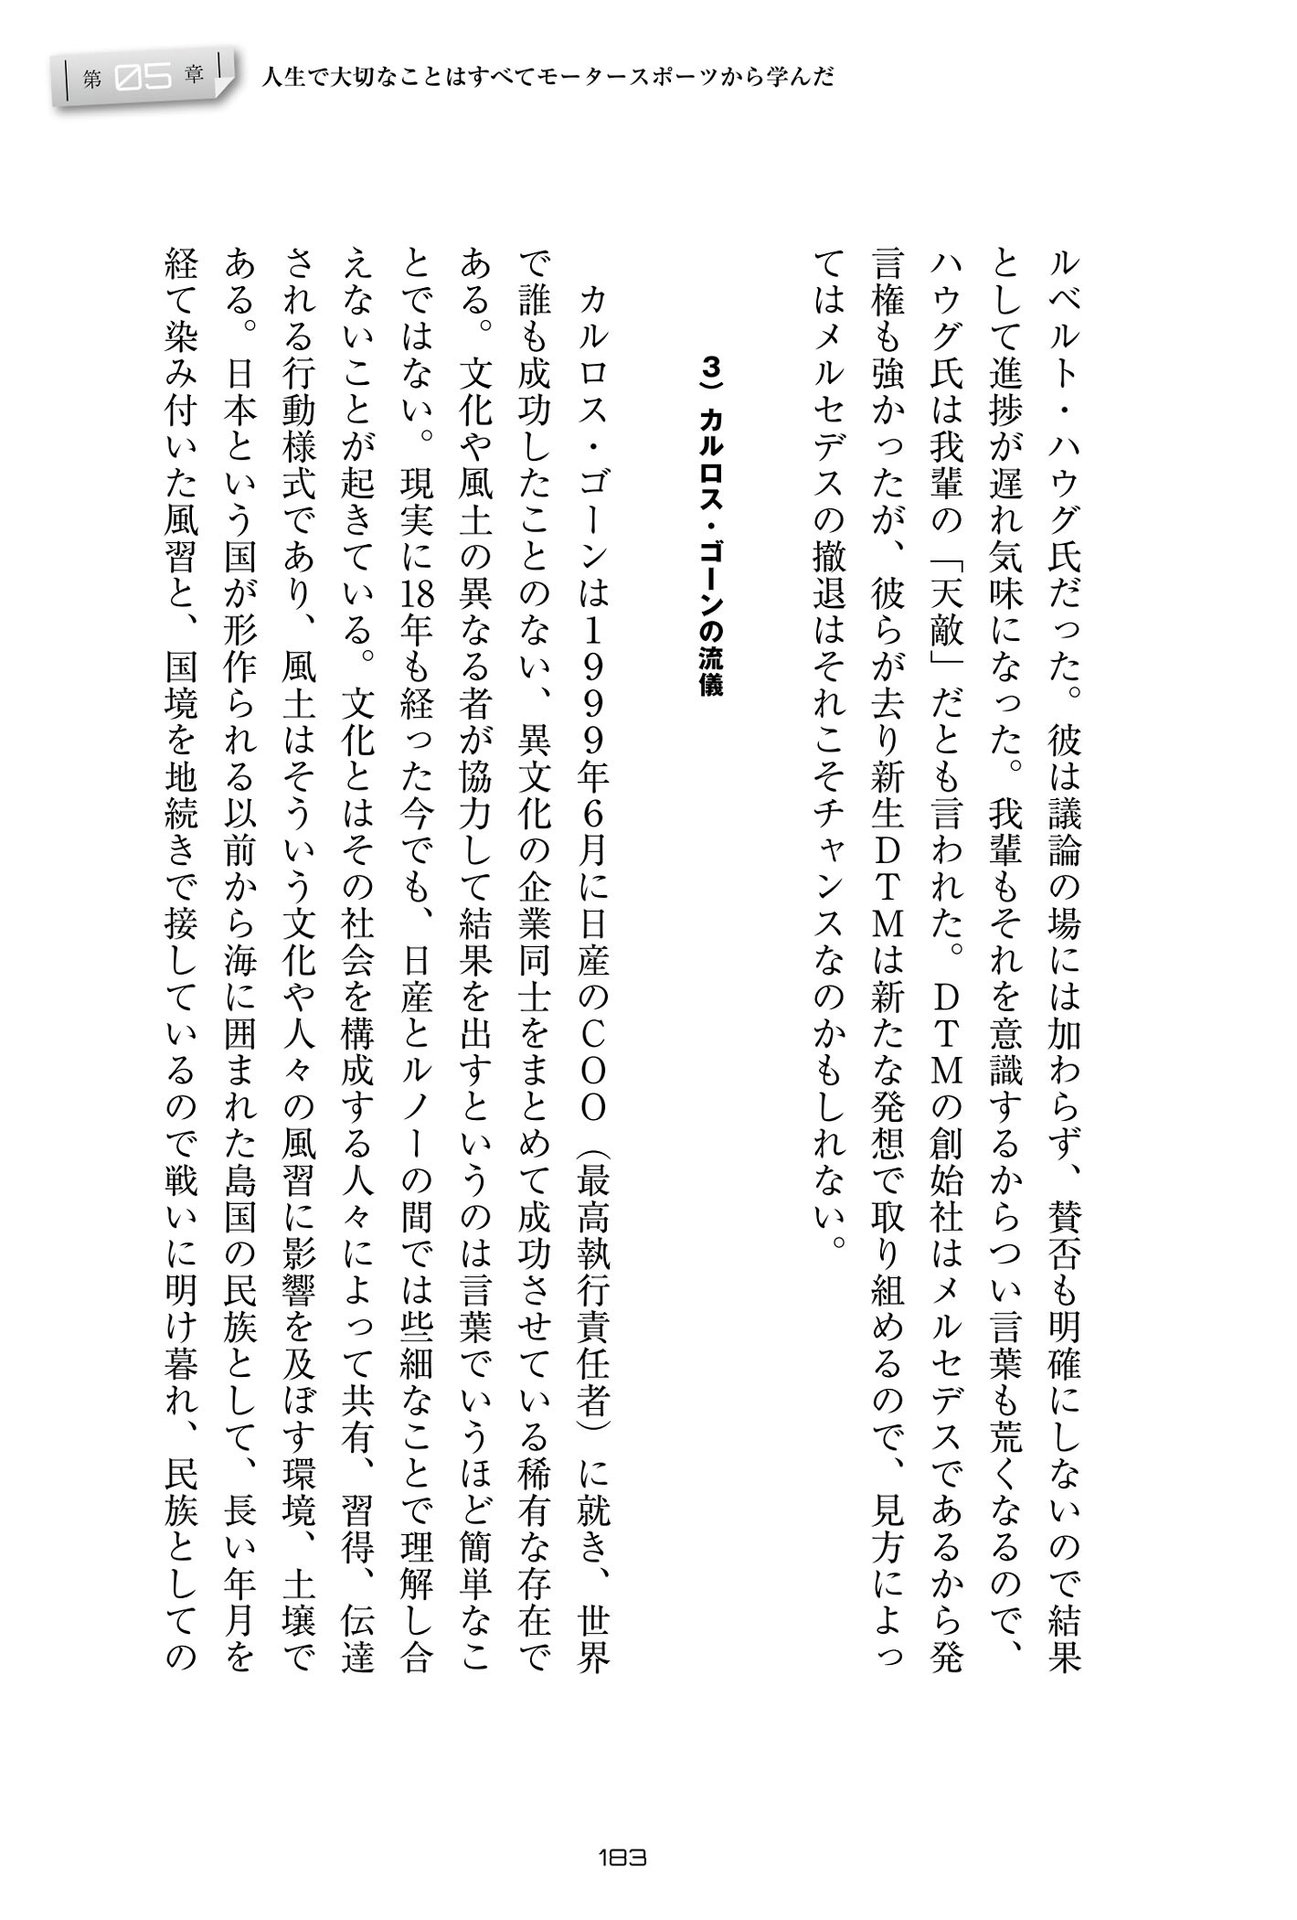 第05章 人生で大切なことはすべてモータースポーツから学んだ
ルベルト・ハウグ氏だった。彼は議論の場には加わらず、賛否も明確にしないので結果
として進捗が遅れ気味になった。我輩もそれを意識するからつい言葉も荒くなるので、
ハウグ氏は我輩の「天敵」だとも言われた。DTMの創始社はメルセデスであるから発
言権も強かったが、彼らが去り新生DTMは新たな発想で取り組めるので、見方によっ
てはメルセデスの撤退はそれこそチャンスなのかもしれない。
3）カルロス・ゴーンの流儀
カルロス・ゴーンは1999年6月に日産のCOO（最高執行責任者）に就き、世界
で誰も成功したことのない、異文化の企業同士をまとめて成功させている稀有な存在で
ある。文化や風土の異なる者が協力して結果を出すというのは言葉でいうほど簡単なこ
とではない。現実に18年も経った今でも、日産とルノーの間では些細なことで理解し合
えないことが起きている。文化とはその社会を構成する人々によって共有、習得、伝達
される行動様式であり、風土はそういう文化や人々の風習に影響を及ぼす環境、土壌で
ある。日本という国が形作られる以前から海に囲まれた島国の民族として、長い年月を
経て染み付いた風習と、国境を地続きで接しているので戦いに明け暮れ、民族としての
183